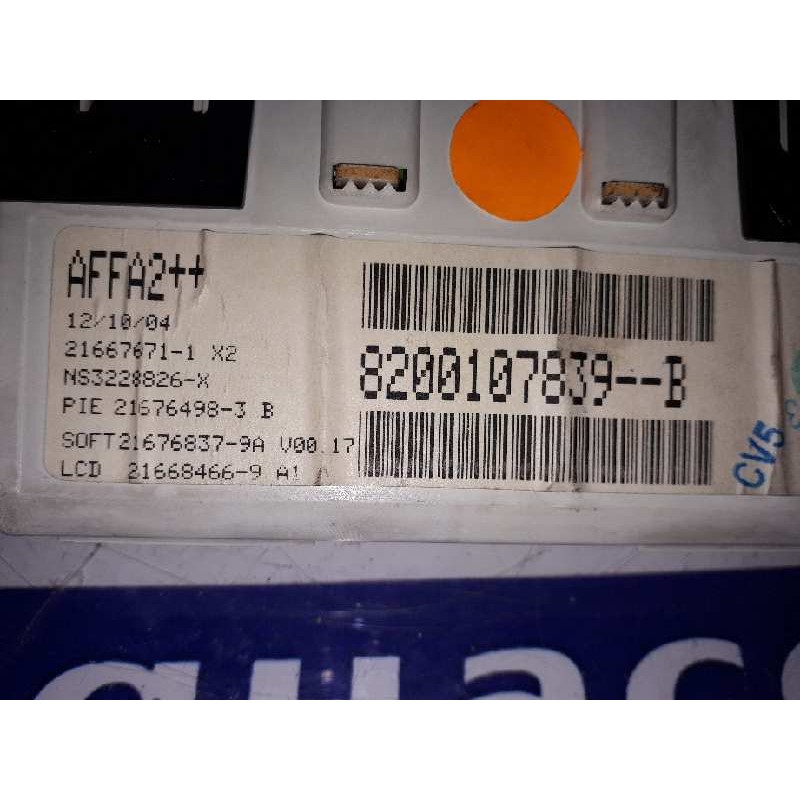 AFFA2++
12/10/04
21667671-1 X2
NS3228826-X
PIE 21676498-3 B
SOFT21676837-9A V00.17
LCD 21668466-9 A1 A
8200107839--B
CV5